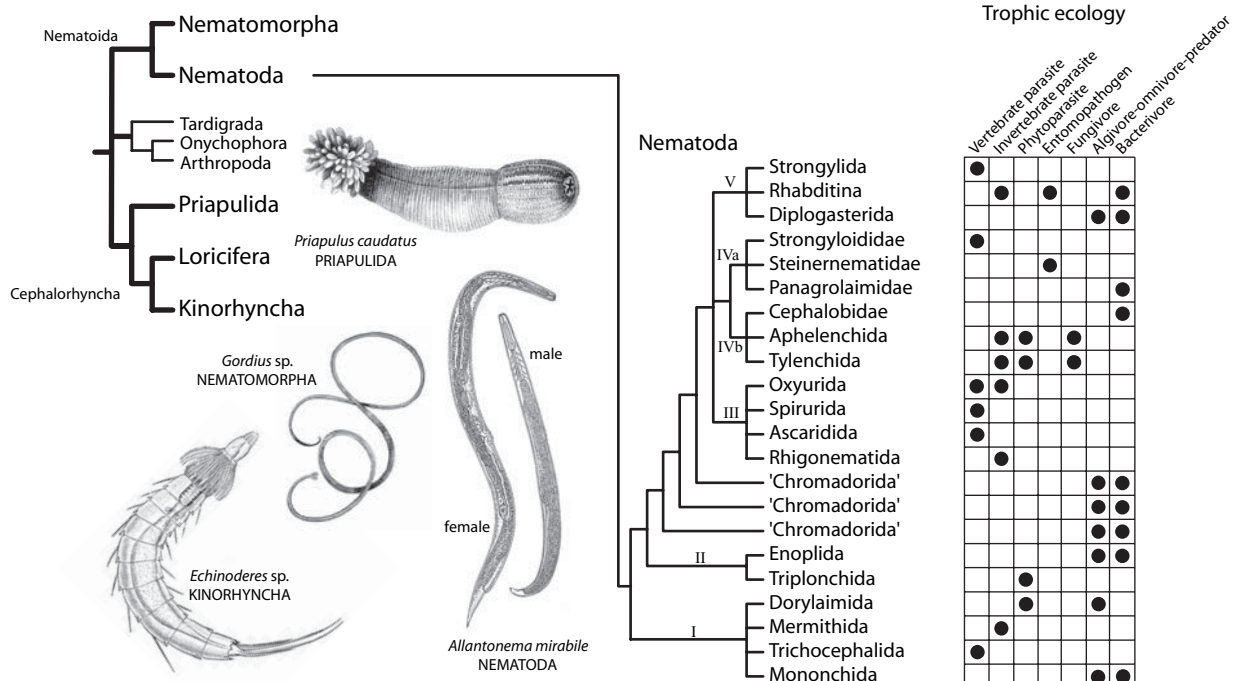 Nematoida
Nematomorpha
Nematoda
Tardigrada
Onychophora
Arthropoda
Priapulida
Loricifera
Cephalorhyncha
Kinorhyncha
Priapulus caudatus
PRIAPULIDA
Gordius sp.
NEMATOMORPHA
male
female
Echinoderes sp.
KINORHYNCHA
Allantonema mirabile
NEMATODA
Trophic ecology
Vertebrate parasite
Invertebrate parasite
Phytoparasite
Entomopathogen
Fungivore
Algivore-omnivore-predator
Bacterivore
Nematoda
V
IVa
IVb
III
II
I
Strongylida
Rhabditina
Diplogasterida
Strongyloididae
Steinernematidae
Panagrolaimidae
Cephalobidae
Aphelenchida
Tylenchida
Oxyurida
Spirurida
Ascaridida
Rhigonematida
'Chromadorida'
'Chromadorida'
'Chromadorida'
Enoplida
Triplonchida
Dorylaimida
Mermithida
Trichocephalida
Mononchida